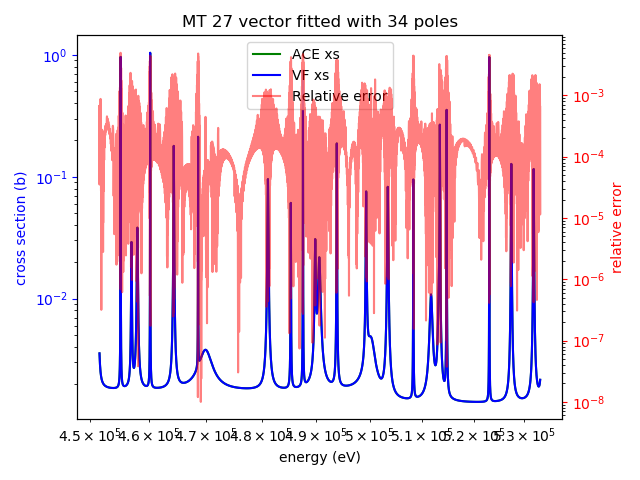 MT 27 vector fitted with 34 poles
ACE xs
VF xs
Relative error
cross section (b)
10⁰
10⁻¹
10⁻²
relative error
10⁻³
10⁻⁴
10⁻⁵
10⁻⁶
10⁻⁷
10⁻⁸
4.5 × 10⁵ 4.6 × 10⁵ 4.7 × 10⁵ 4.8 × 10⁵ 4.9 × 10⁵ 5 × 10⁵ 5.1 × 10⁵ 5.2 × 10⁵ 5.3 × 10⁵
energy (eV)